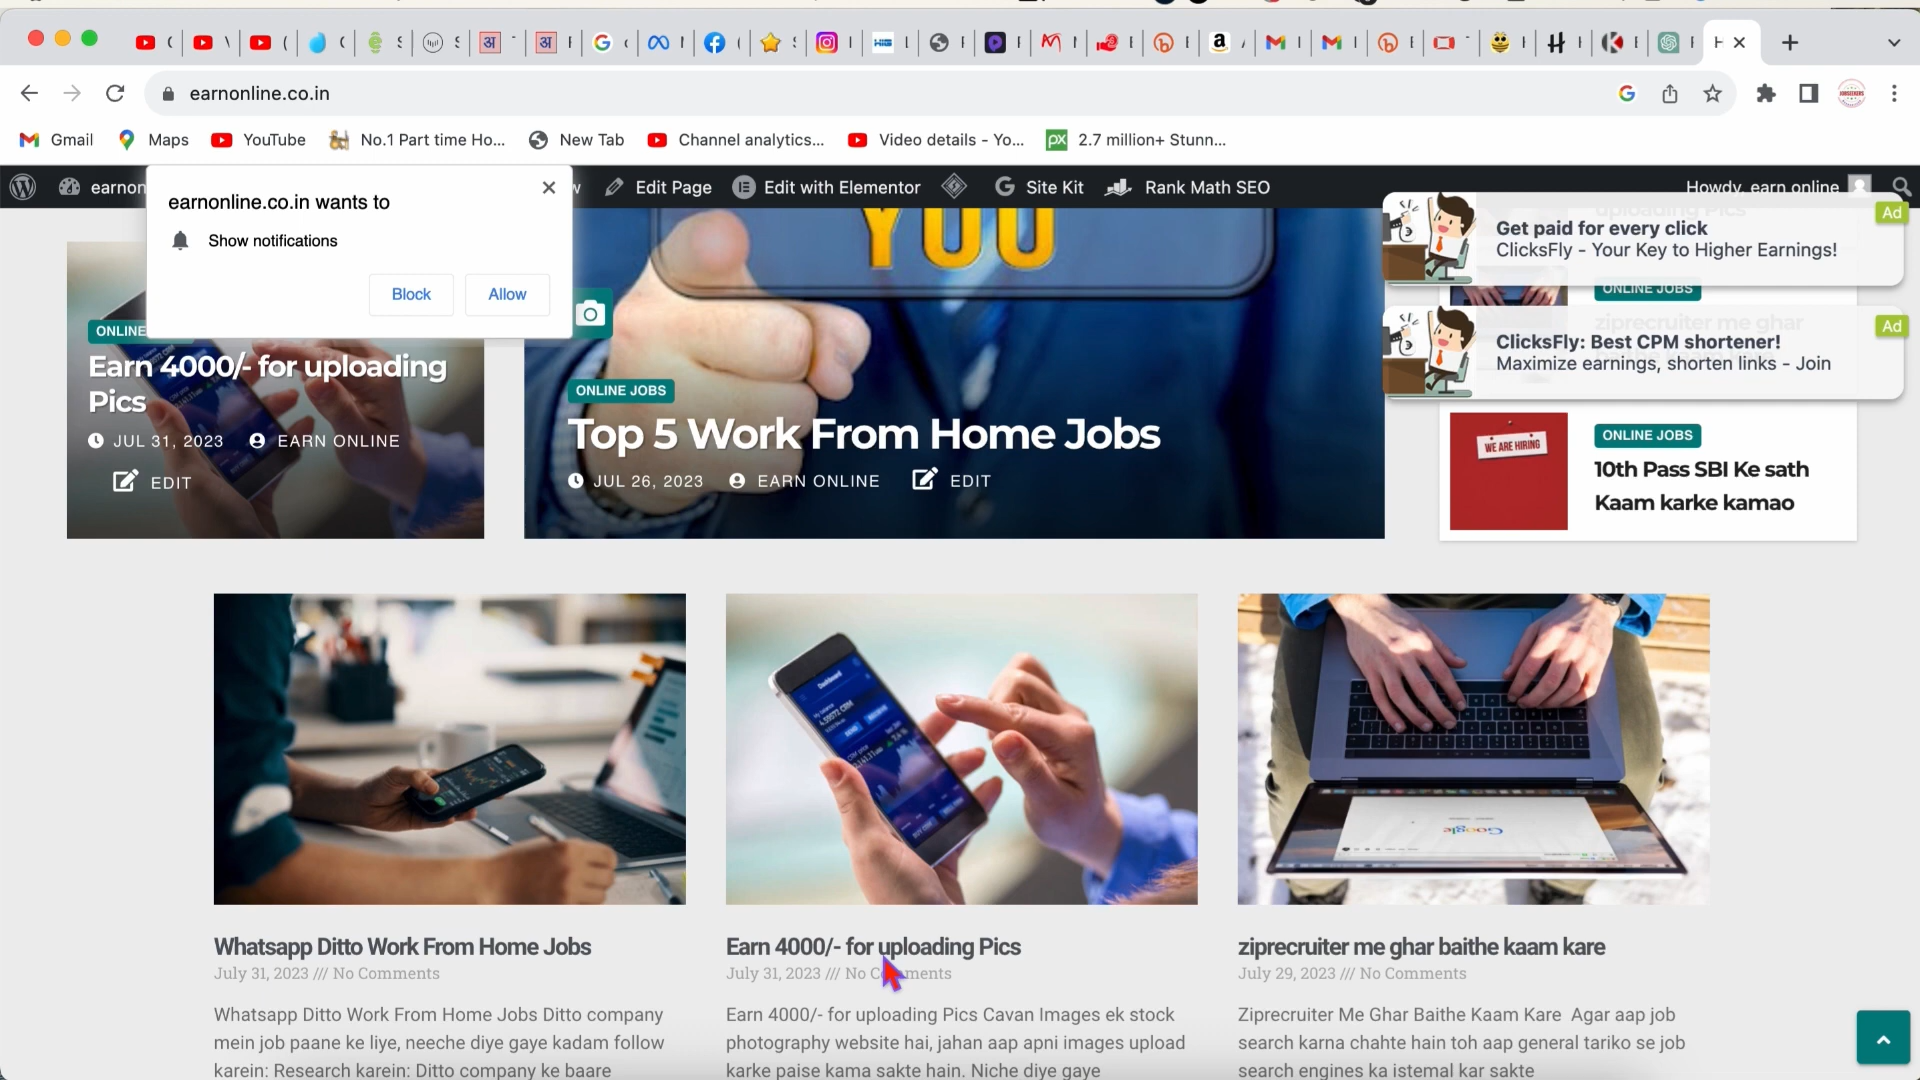 earnonline.co.in
Gmail
Maps
YouTube
No.1 Part time Ho...
New Tab
Channel analytics...
Video details - Yo...
2.7 million+ Stunn...
earnon
Edit Page
Edit with Elementor
Site Kit
Rank Math SEO
Howdy, earn online
earnonline.co.in wants to
Show notifications
Block
Allow
ONLINE
Earn 4000/- for uploading
Pics
JUL 31, 2023
EARN ONLINE
EDIT
YOU
ONLINE JOBS
Top 5 Work From Home Jobs
JUL 26, 2023
EARN ONLINE
EDIT
uploading Pics
Ad
Get paid for every click
ClicksFly - Your Key to Higher Earnings!
ONLINE JOBS
ziprecruiter me ghar
Ad
ClicksFly: Best CPM shortener!
Maximize earnings, shorten links - Join
WE ARE HIRING
ONLINE JOBS
10th Pass SBI Ke sath
Kaam karke kamao
Dashboard
Google
Whatsapp Ditto Work From Home Jobs
July 31, 2023 /// No Comments
Whatsapp Ditto Work From Home Jobs Ditto company
mein job paane ke liye, neeche diye gaye kadam follow
karein: Research karein: Ditto company ke baare
Earn 4000/- for uploading Pics
July 31, 2023 /// No Comments
Earn 4000/- for uploading Pics Cavan Images ek stock
photography website hai, jahan aap apni images upload
karke paise kama sakte hain. Niche diye gaye
ziprecruiter me ghar baithe kaam kare
July 29, 2023 /// No Comments
Ziprecruiter Me Ghar Baithe Kaam Kare Agar aap job
search karna chahte hain toh aap general tariko se job
search engines ka istemal kar sakte